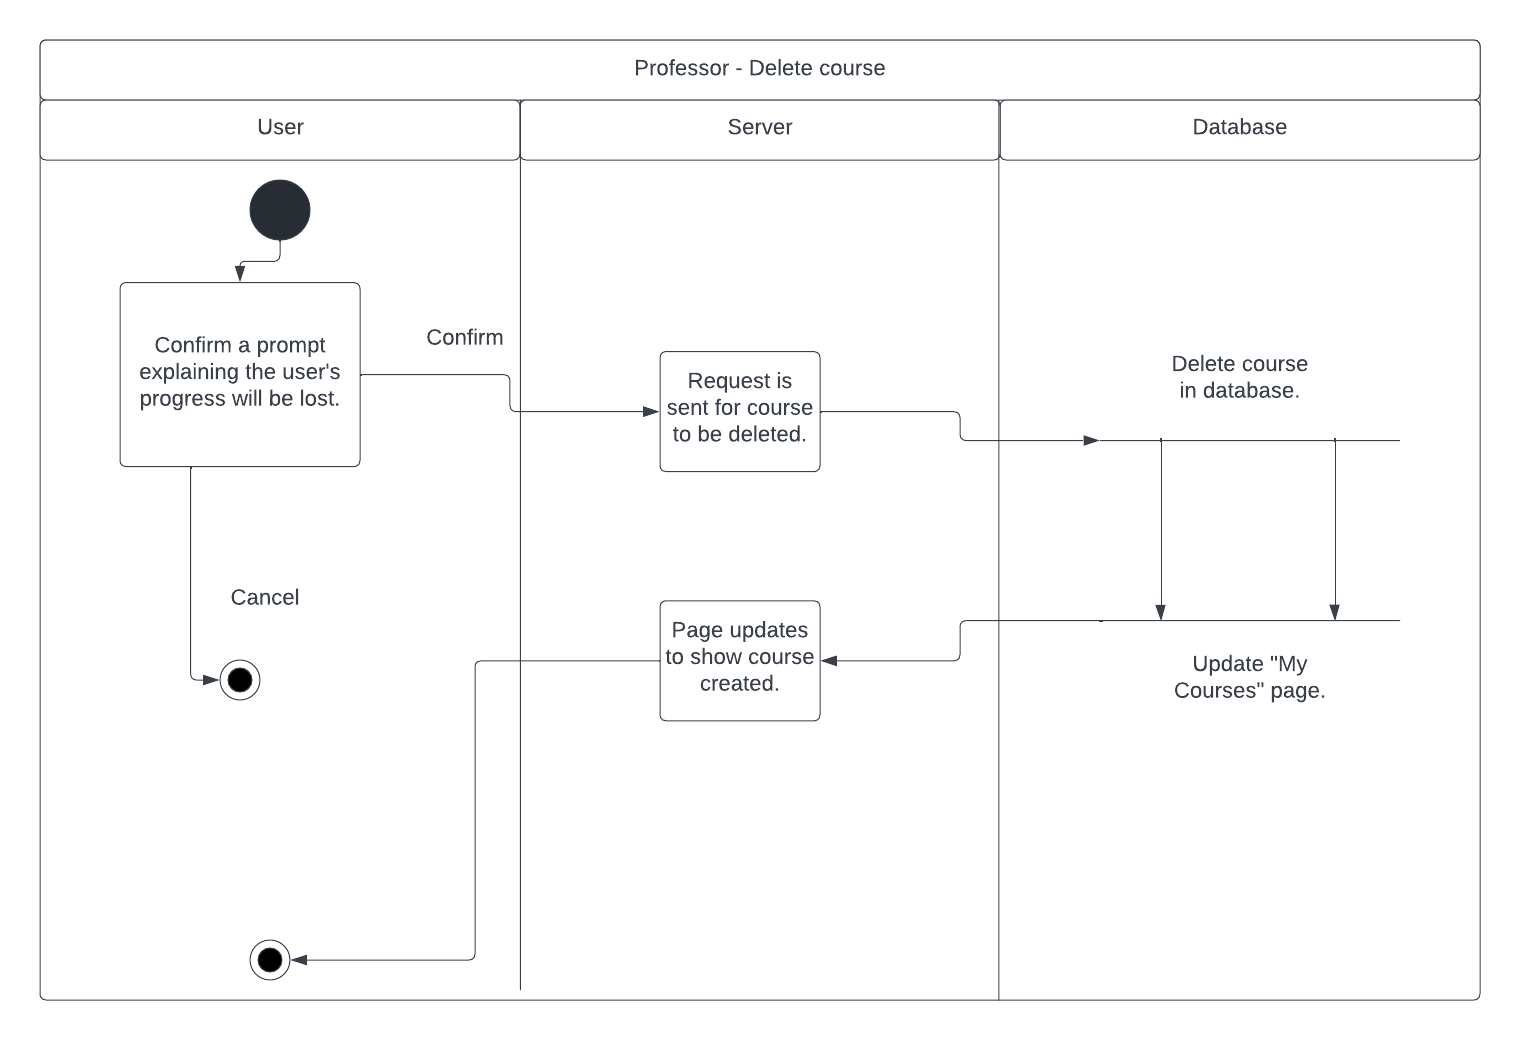 Professor - Delete course
User
Server
Database
Confirm a prompt
explaining the user's
progress will be lost.
Confirm
Request is
sent for course
to be deleted.
Delete course
in database.
Cancel
Page updates
to show course
created.
Update "My
Courses" page.